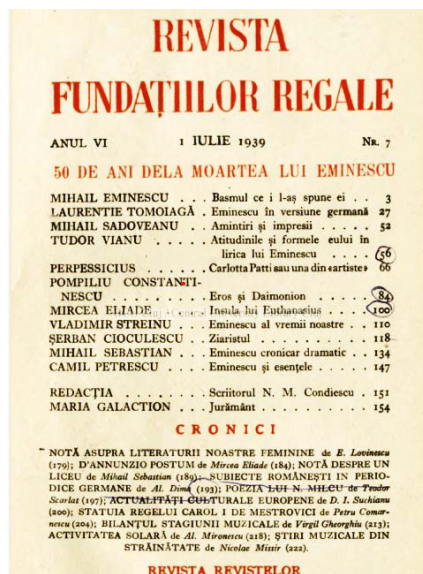 REVISTA
FUNDAȚIILOR REGALE
ANUL VI 1 IULIE 1939 NR. 7
50 DE ANI DELA MOARTEA LUI EMINESCU
MIHAIL EMINESCU . . . Basmul ce i l-aș spune ei . . 3
LAURENTIE TOMOIAGĂ . Eminescu în versiune germană 27
MIHAIL SADOVEANU . . Amintiri și impresii . . . . 52
TUDOR VIANU . . . . . Atitudinile și formele eului în
lirica lui Eminescu . . . . 56
PERPESSICIUS . . . . . . Carlotta Patti sau una din «artiste» 66
POMPILIU CONSTANTI-
NESCU . . . . . . . . Eros și Daimonion . . . . . 84
MIRCEA ELIADE . . . . Insula lui Euthanasius . . . . 100
VLADIMIR STREINU . . Eminescu al vremii noastre . . 110
ȘERBAN CIOCULESCU . Ziaristul . . . . . . . . . 118
MIHAIL SEBASTIAN . . Eminescu cronicar dramatic . . 134
CAMIL PETRESCU . . . Eminescu și esențele . . . . 147
REDACȚIA . . . . . . . Scriitorul N. M. Condiescu . 151
MARIA GALACTION . . Jurământ . . . . . . . . . 154
CRONICI
NOTĂ ASUPRA LITERATURII NOASTRE FEMININE de E. Lovinescu
(179); D'ANNUNZIO POSTUM de Mircea Eliade (184); NOTĂ DESPRE UN
LICEU de Mihail Sebastian (189); SUBIECTE ROMÂNEȘTI IN PERIO-
DICE GERMANE de Al. Dima (193); POEZIA LUI N. MILCU de Teodor
Scarlat (197); ACTUALITĂȚI CULTURALE EUROPENE de D. I. Suchianu
(200); STATUIA REGELUI CAROL I DE MESTROVICI de Petru Comar-
nescu (204); BILANȚUL STAGIUNII MUZICALE de Virgil Gheorghiu (213);
ACTIVITATEA SOLARĂ de Al. Mironescu (218); ȘTIRI MUZICALE DIN
STRĂINĂTATE de Nicolae Missir (222).
REVISTA REVISTELOR